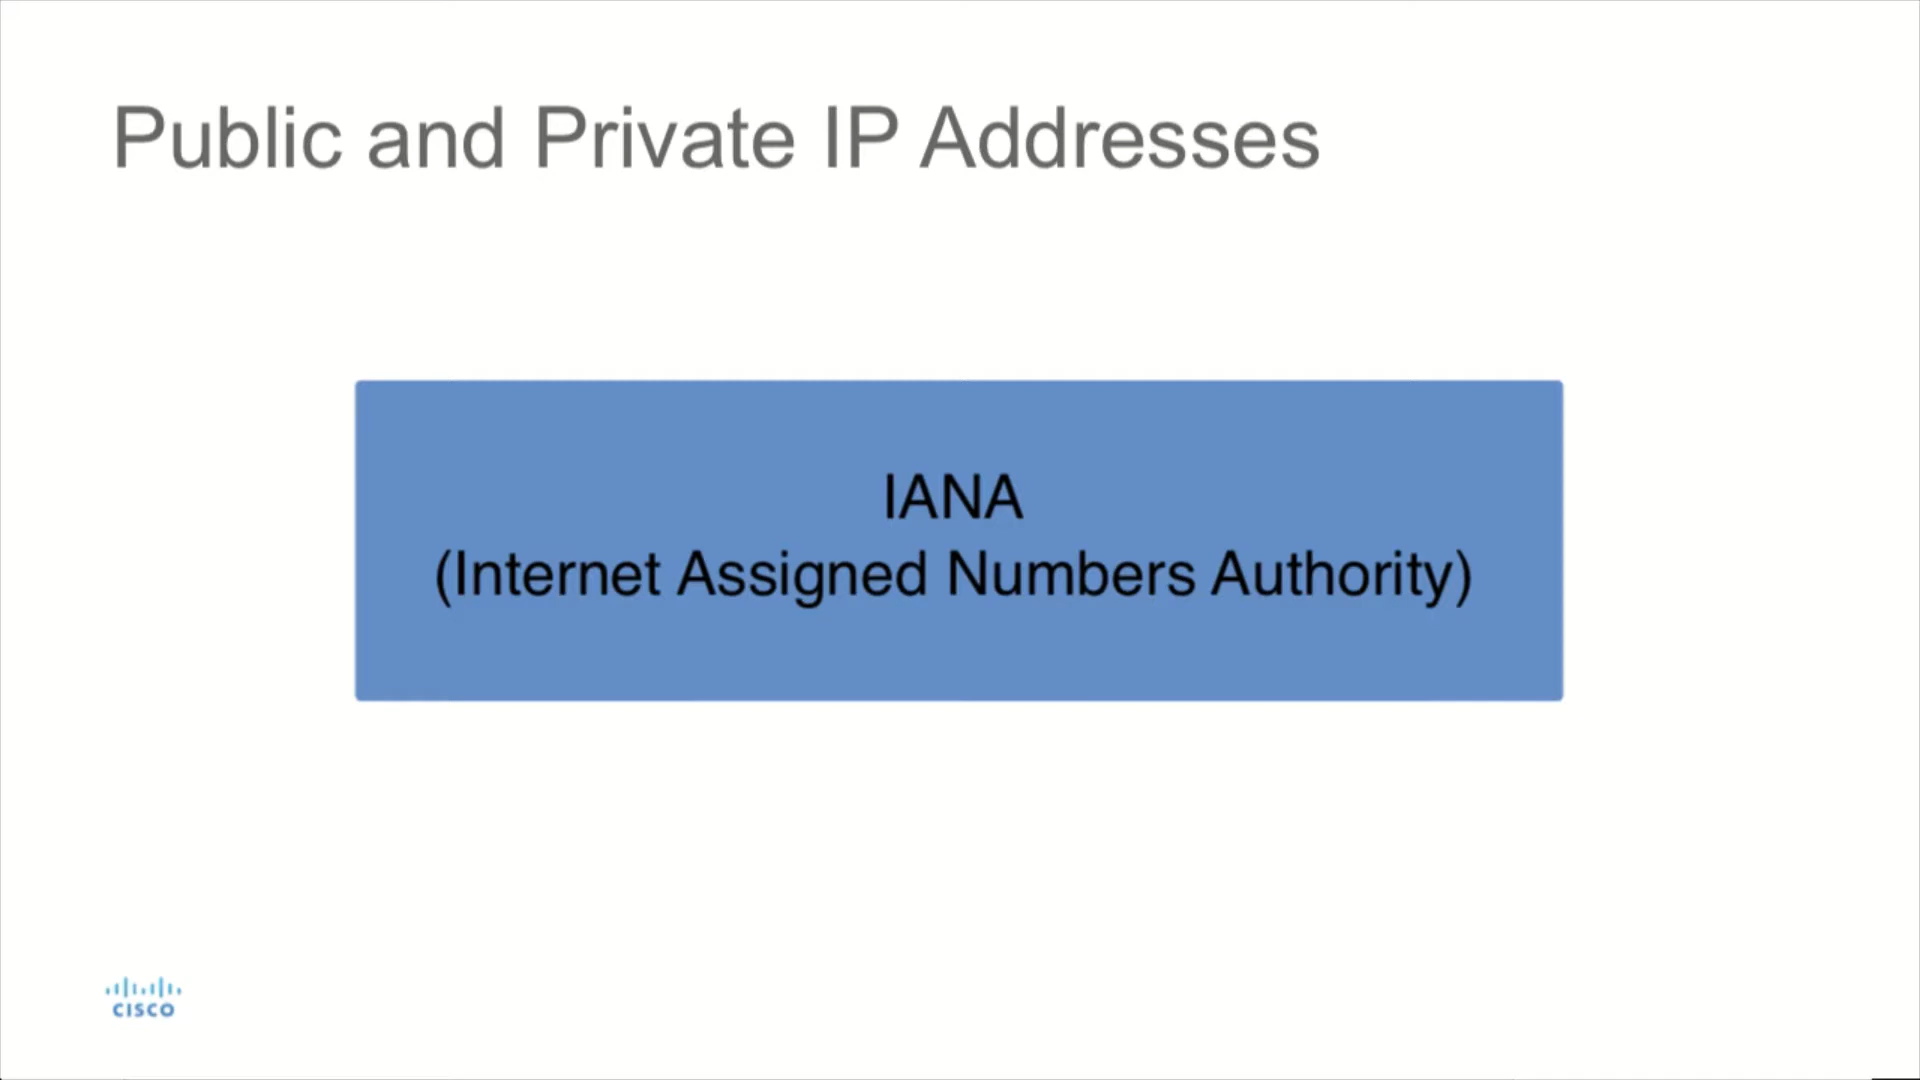 Public and Private IP Addresses
IANA
(Internet Assigned Numbers Authority)
CISCO